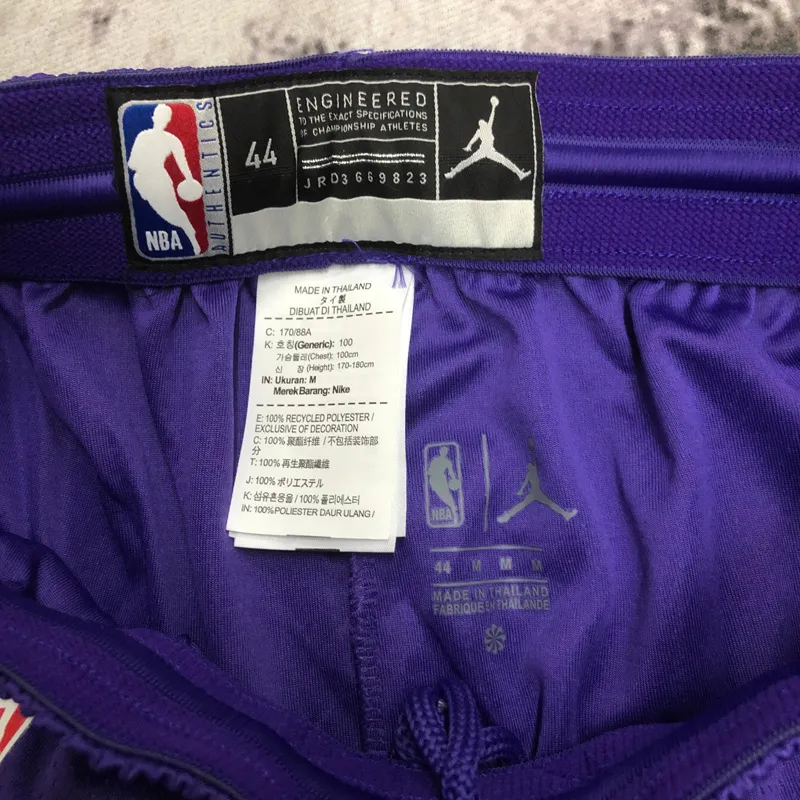 NBA
AUTHENTICS
44
ENGINEERED
TO THE EXACT SPECIFICATIONS
OF CHAMPIONSHIP ATHLETES
JRD3669823
MADE IN THAILAND
タイ製
DIBUAT DI THAILAND
C: 170/88A
K: 호칭(Generic): 100
가슴둘레(Chest): 100cm
신 장 (Height): 170-180cm
IN: Ukuran: M
MerekBarang: Nike
E: 100% RECYCLED POLYESTER /
EXCLUSIVE OF DECORATION
C: 100% 聚酯纤维 / 不包括装饰部
分
T: 100% 再生聚酯纖維
J: 100% ポリエステル
K: 섬유혼용율 / 100% 폴리에스터
IN: 100%POLIESTER DAUR ULANG /
NBA
44 M M M
MADE IN THAILAND
FABRIQUE EN THAILANDE